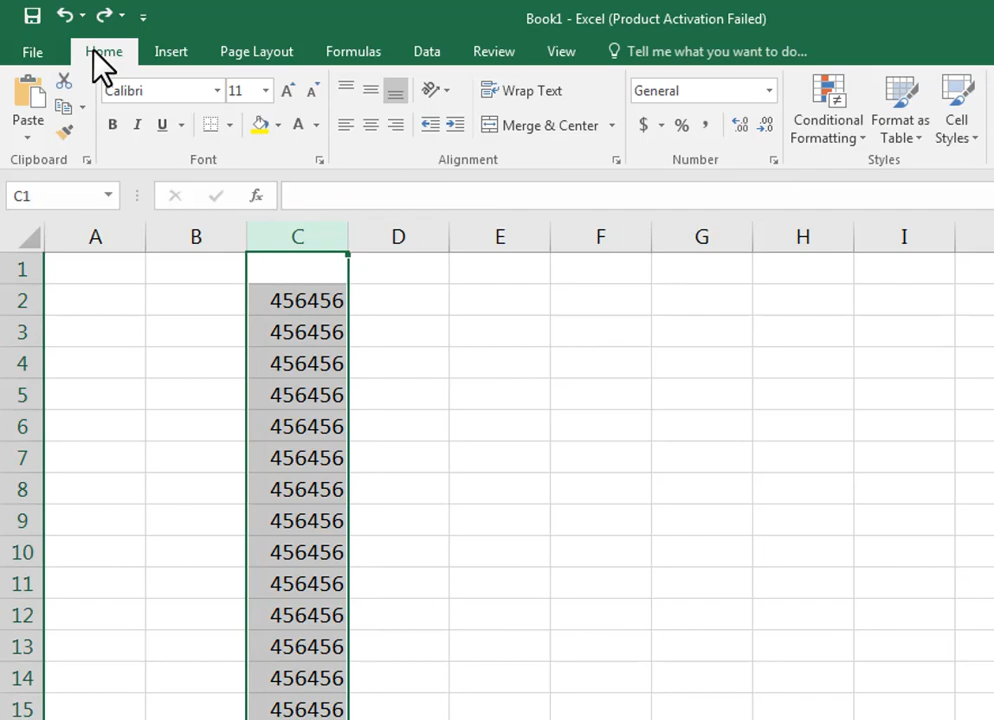 Book1 - Excel (Product Activation Failed)
File Home Insert Page Layout Formulas Data Review View Tell me what you want to do...
Paste
Calibri 11
B I U A
Wrap Text
Merge & Center
General
$ % , .00 .0
Conditional Formatting
Format as Table
Cell Styles
Clipboard Font Alignment Number Styles
C1 fx
A B C D E F G H I
1
2 456456
3 456456
4 456456
5 456456
6 456456
7 456456
8 456456
9 456456
10 456456
11 456456
12 456456
13 456456
14 456456
15 456456